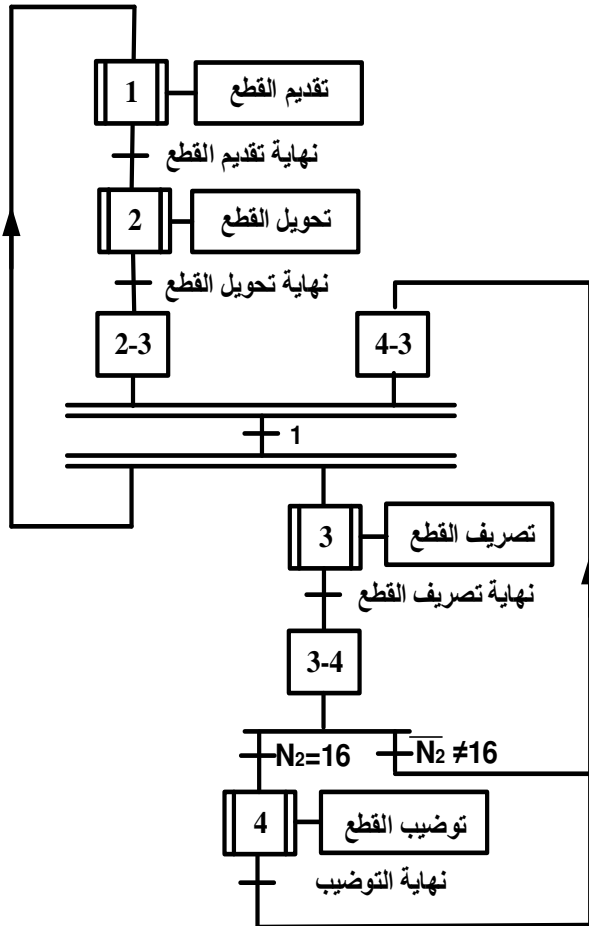 1
تقديم القطع
نهاية تقديم القطع
2
تحويل القطع
نهاية تحويل القطع
2-3
4-3
1
3
تصريف القطع
نهاية تصريف القطع
3-4
N₂=16
N̅₂ ≠16
4
توضيب القطع
نهاية التوضيب